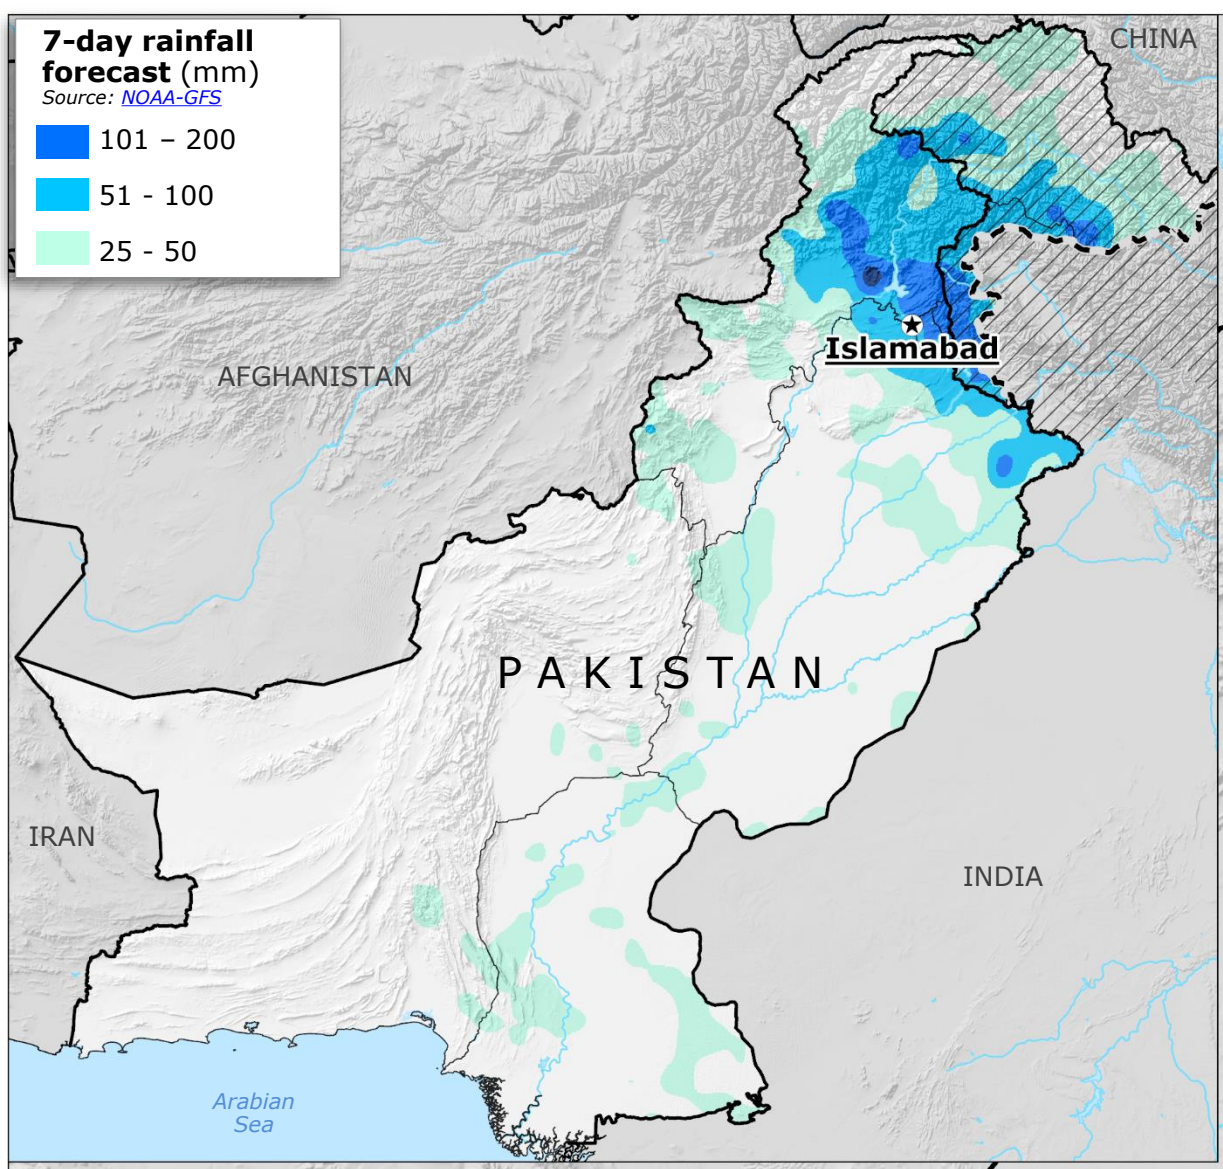 7-day rainfall
forecast (mm)
Source: NOAA-GFS
101 – 200
51 - 100
25 - 50
CHINA
Islamabad
AFGHANISTAN
PAKISTAN
IRAN
INDIA
Arabian
Sea